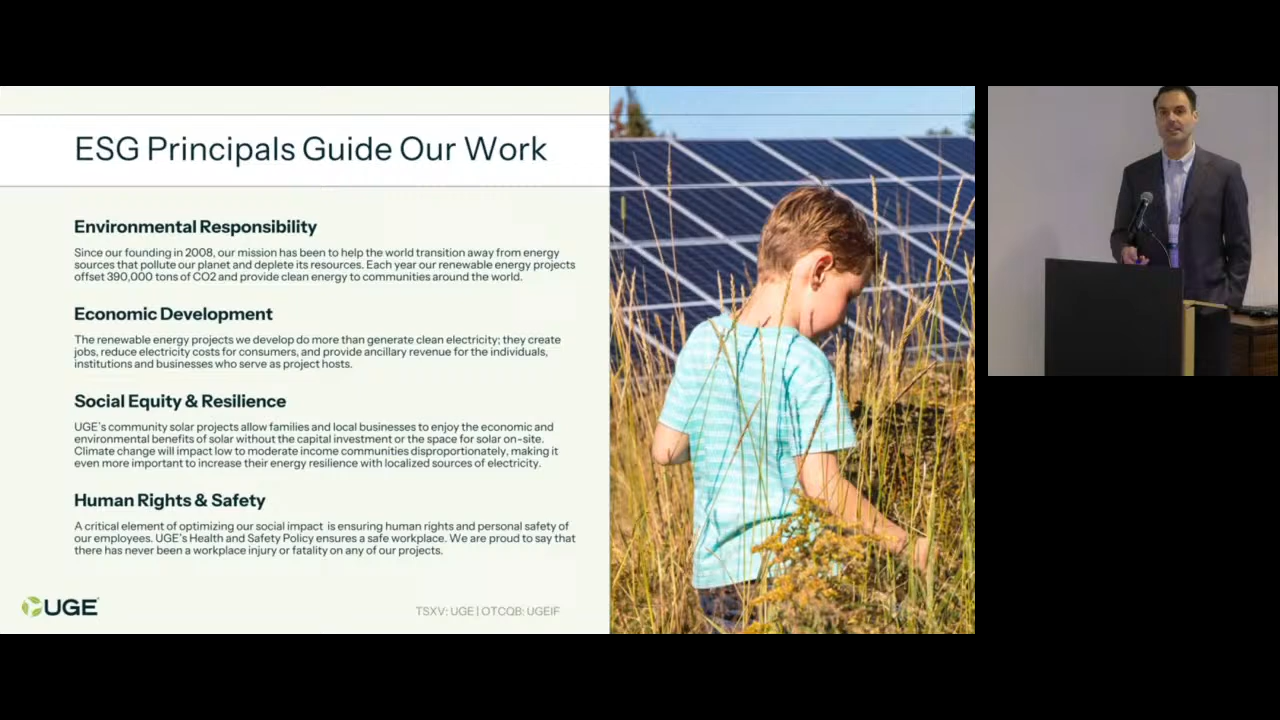 ESG Principals Guide Our Work
Environmental Responsibility
Since our founding in 2008, our mission has been to help the world transition away from energy
sources that pollute our planet and deplete its resources. Each year our renewable energy projects
offset 390,000 tons of CO2 and provide clean energy to communities around the world.
Economic Development
The renewable energy projects we develop do more than generate clean electricity; they create
jobs, reduce electricity costs for consumers, and provide ancillary revenue for the individuals,
institutions and businesses who serve as project hosts.
Social Equity & Resilience
UGE's community solar projects allow families and local businesses to enjoy the economic and
environmental benefits of solar without the capital investment or the space for solar on-site.
Climate change will impact low to moderate income communities disproportionately, making it
even more important to increase their energy resilience with localized sources of electricity.
Human Rights & Safety
A critical element of optimizing our social impact is ensuring human rights and personal safety of
our employees. UGE's Health and Safety Policy ensures a safe workplace. We are proud to say that
there has never been a workplace injury or fatality on any of our projects.
UGE
TSXV: UGE | OTCQB: UGEIF